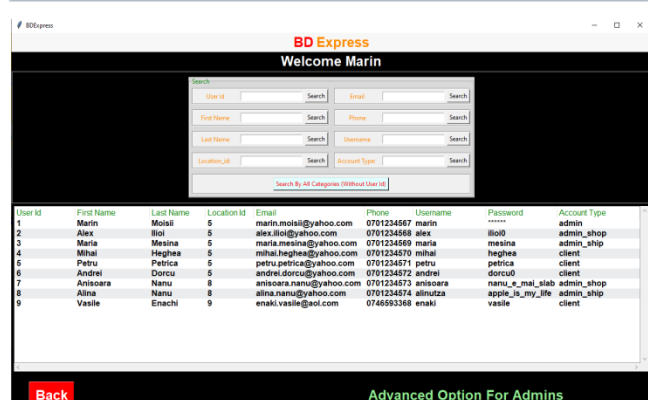 BDExpress
BD Express
Welcome Marin
Search
User Id Search Email Search
First Name Search Phone Search
Last Name Search Username Search
Location_id Search Account Type Search
Search By All Categories (Without User Id)
User Id First Name Last Name Location Id Email Phone Username Password Account Type
1 Marin Moisii 5 marin.moisii@yahoo.com 0701234567 marin ****** admin
2 Alex Ilioi 5 alex.ilioi@yahoo.com 0701234568 alex ilioi0 admin_shop
3 Maria Mesina 5 maria.mesina@yahoo.com 0701234569 maria mesina admin_ship
4 Mihai Heghea 5 mihai.heghea@yahoo.com 0701234570 mihai heghea client
5 Petru Petrica 5 petru.petrica@yahoo.com 0701234571 petru petrica client
6 Andrei Dorcu 5 andrei.dorcu@yahoo.com 0701234572 andrei dorcu0 client
7 Anisoara Nanu 8 anisoara.nanu@yahoo.com 0701234573 anisoara nanu_e_mai_slab admin_shop
8 Alina Nanu 8 alina.nanu@yahoo.com 0701234574 alinutza apple_is_my_life admin_ship
9 Vasile Enachi 9 enaki.vasile@aol.com 0746593368 enaki vasile client
Back Advanced Option For Admins